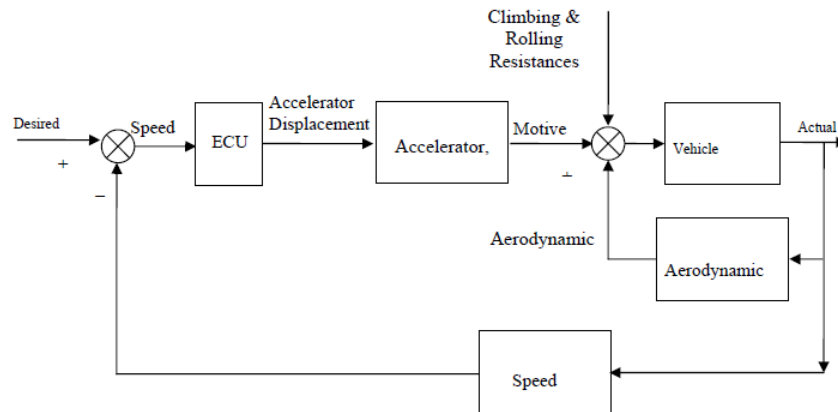 Climbing &
Rolling
Resistances
Desired
+
Speed
ECU
Accelerator
Displacement
Accelerator,
Motive
+
Vehicle
Actual
−
Aerodynamic
Aerodynamic
Speed